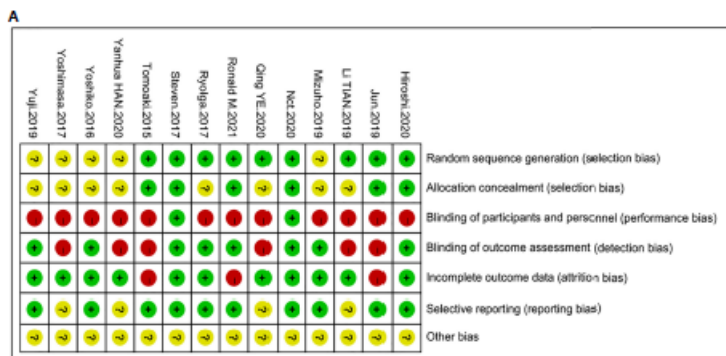 A
Yuji.2019
Yoshimasa.2017
Yoshiko.2016
Yanhua HAN.2020
Tomoaki.2015
Steven.2017
Ryolga.2017
Ronald M.2021
Qing YE.2020
Nct.2020
Mizuho.2019
Li TIAN.2019
Jun.2019
Hiroshi.2020
? ? ? ? + + + + + + ? + + + Random sequence generation (selection bias)
? ? ? ? + + ? + ? + ? ? + + Allocation concealment (selection bias)
- - - - - + - - - + - - - - Blinding of participants and personnel (performance bias)
+ - + - - + + + - + + - - + Blinding of outcome assessment (detection bias)
+ + + + - + + - + + + + - + Incomplete outcome data (attrition bias)
+ ? + ? + + + + ? + + ? + + Selective reporting (reporting bias)
? ? ? ? ? ? ? ? ? ? ? ? ? ? Other bias